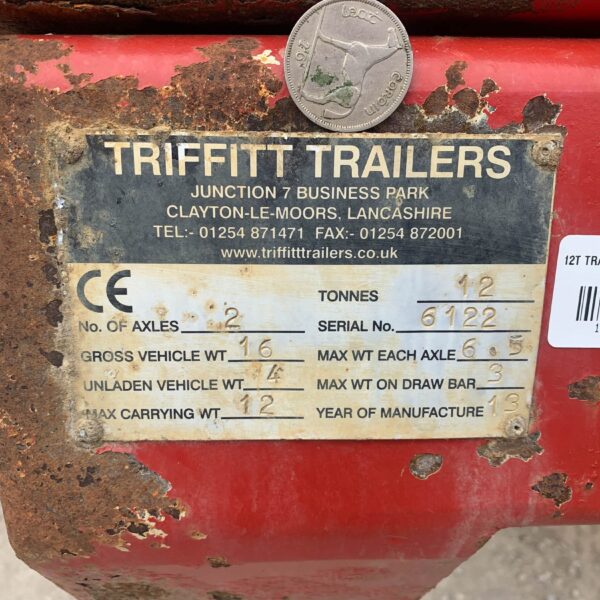 TRIFFITT TRAILERS
JUNCTION 7 BUSINESS PARK
CLAYTON-LE-MOORS, LANCASHIRE
TEL:- 01254 871471 FAX:- 01254 872001
www.triffitttrailers.co.uk
CE
TONNES 12
No. OF AXLES 2 SERIAL No. 6122
GROSS VEHICLE WT 16 MAX WT EACH AXLE 6.5
UNLADEN VEHICLE WT 4 MAX WT ON DRAW BAR 3
MAX CARRYING WT 12 YEAR OF MANUFACTURE 13
12T TRA